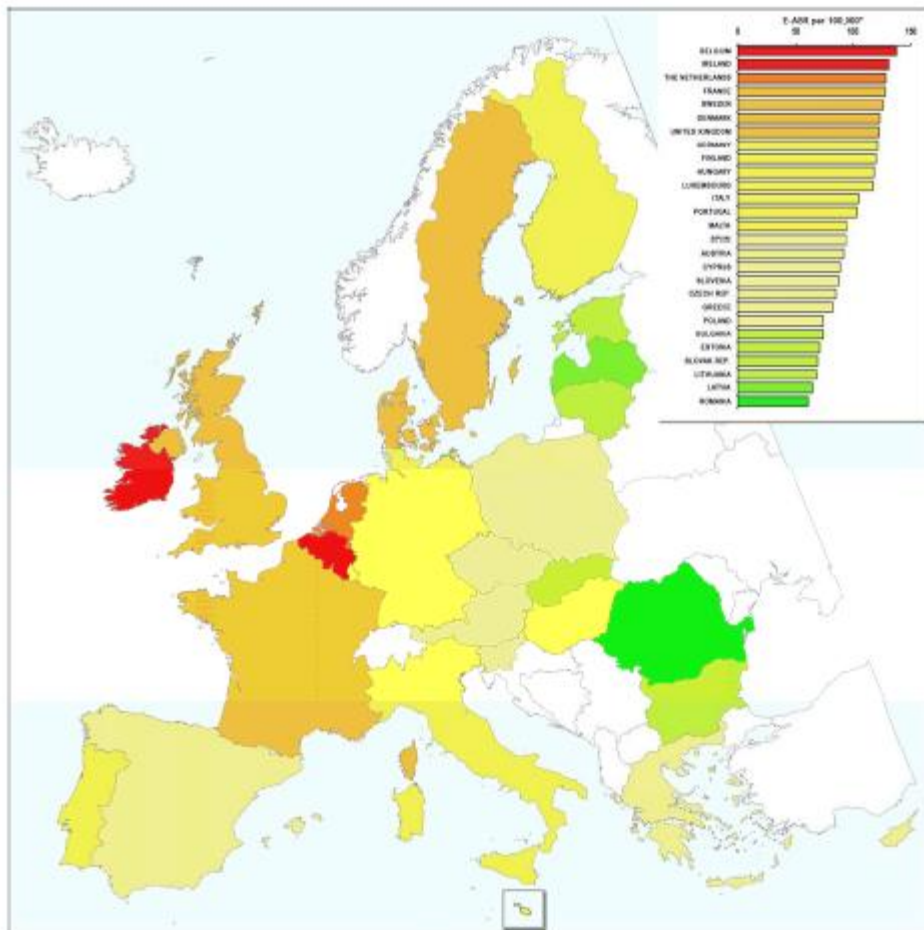 E-ASR per 100,000*
0 50 100 150
BELGIUM
IRELAND
THE NETHERLANDS
FRANCE
SWEDEN
DENMARK
UNITED KINGDOM
GERMANY
FINLAND
HUNGARY
LUXEMBOURG
ITALY
PORTUGAL
MALTA
SPAIN
AUSTRIA
CYPRUS
SLOVENIA
CZECH REP.
GREECE
POLAND
BULGARIA
ESTONIA
SLOVAK REP.
LITHUANIA
LATVIA
ROMANIA